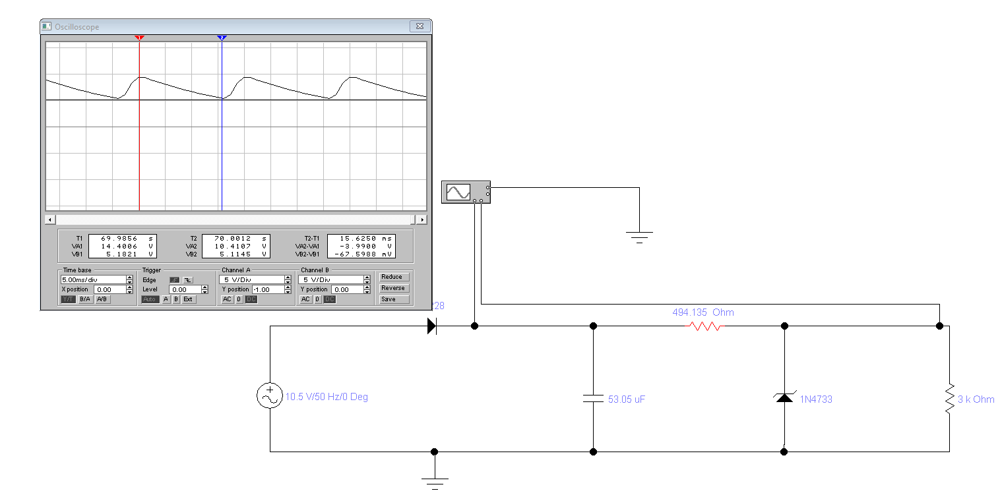 Oscilloscope
1
2
T1 69.9856 s T2 70.0012 s T2-T1 15.6250 ms
VA1 14.4006 V VA2 10.4107 V VA2-VA1 -3.9900 V
VB1 5.1821 V VB2 5.1145 V VB2-VB1 -67.5988 mV
Time base Trigger Channel A Channel B
5.00ms/div Edge 5 V/Div 5 V/Div Reduce
X position 0.00 Level 0.00 Y position -1.00 Y position 0.00 Reverse
Y/T B/A A/B Auto A B Ext AC 0 DC AC 0 DC Save
28
494.135 Ohm
10.5 V/50 Hz/0 Deg
53.05 uF
1N4733
3 k Ohm